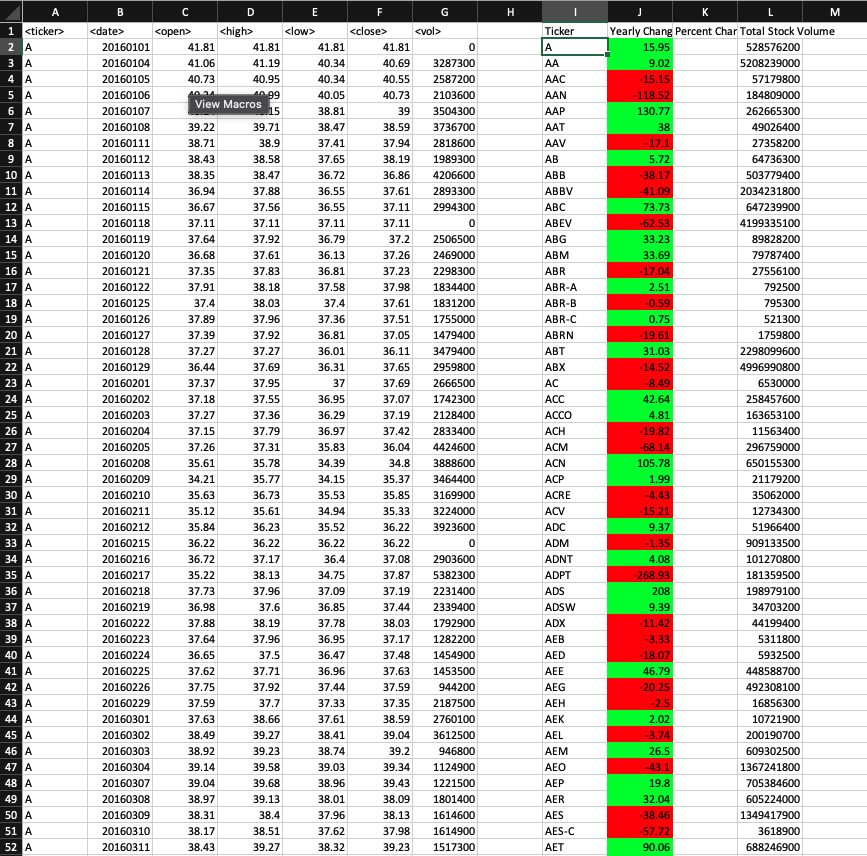 A B C D E F G H I J K L M
1 <ticker> <date> <open> <high> <low> <close> <vol> Ticker Yearly Chang Percent Char Total Stock Volume
2 A 20160101 41.81 41.81 41.81 41.81 0 A 15.95 528576200
3 A 20160104 41.06 41.19 40.34 40.69 3287300 AA 9.02 5208239000
4 A 20160105 40.73 40.95 40.34 40.55 2587200 AAC -15.15 57179800
5 A 20160106 40.05 40.73 2103600 AAN -118.52 184809000
View Macros
6 A 20160107 38.81 39 3504300 AAP 130.77 262665300
7 A 20160108 39.22 39.71 38.47 38.59 3736700 AAT 38 49026400
8 A 20160111 38.71 38.9 37.41 37.94 2818600 AAV -17.1 27358200
9 A 20160112 38.43 38.58 37.65 38.19 1989300 AB 5.72 64736300
10 A 20160113 38.35 38.47 36.72 36.86 4206600 ABB -38.17 503779400
11 A 20160114 36.94 37.88 36.55 37.61 2893300 ABBV -41.09 2034231800
12 A 20160115 36.67 37.56 36.55 37.11 2994300 ABC 73.73 647239900
13 A 20160118 37.11 37.11 37.11 37.11 0 ABEV -62.53 4199335100
14 A 20160119 37.64 37.92 36.79 37.2 2506500 ABG 33.23 89828200
15 A 20160120 36.68 37.61 36.13 37.26 2469000 ABM 33.69 79787400
16 A 20160121 37.35 37.83 36.81 37.23 2298300 ABR -17.04 27556100
17 A 20160122 37.91 38.18 37.58 37.98 1834400 ABR-A 2.51 792500
18 A 20160125 37.4 38.03 37.4 37.61 1831200 ABR-B -0.59 795300
19 A 20160126 37.89 37.96 37.36 37.51 1755000 ABR-C 0.75 521300
20 A 20160127 37.39 37.92 36.81 37.05 1479400 ABRN -19.61 1759800
21 A 20160128 37.27 37.27 36.01 36.11 3479400 ABT 31.03 2298099600
22 A 20160129 36.44 37.69 36.31 37.65 2959800 ABX -14.52 4996990800
23 A 20160201 37.37 37.95 37 37.69 2666500 AC -8.49 6530000
24 A 20160202 37.18 37.55 36.95 37.07 1742300 ACC 42.64 258457600
25 A 20160203 37.27 37.36 36.29 37.19 2128400 ACCO 4.81 163653100
26 A 20160204 37.15 37.79 36.97 37.42 2833400 ACH -19.82 11563400
27 A 20160205 37.26 37.31 35.83 36.04 4424600 ACM -68.14 296759000
28 A 20160208 35.61 35.78 34.39 34.8 3888600 ACN 105.78 650155300
29 A 20160209 34.21 35.77 34.15 35.37 3464400 ACP 1.99 21179200
30 A 20160210 35.63 36.73 35.53 35.85 3169900 ACRE -4.43 35062000
31 A 20160211 35.12 35.61 34.94 35.33 3224000 ACV -15.21 12734300
32 A 20160212 35.84 36.23 35.52 36.22 3923600 ADC 9.37 51966400
33 A 20160215 36.22 36.22 36.22 36.22 0 ADM -1.35 909133500
34 A 20160216 36.72 37.17 36.4 37.08 2903600 ADNT 4.08 101270800
35 A 20160217 35.22 38.13 34.75 37.87 5382300 ADPT -268.93 181359500
36 A 20160218 37.73 37.96 37.09 37.19 2231400 ADS 208 198979100
37 A 20160219 36.98 37.6 36.85 37.44 2339400 ADSW 9.39 34703200
38 A 20160222 37.88 38.19 37.78 38.03 1792900 ADX -11.42 44199400
39 A 20160223 37.64 37.96 36.95 37.17 1282200 AEB -3.33 5311800
40 A 20160224 36.65 37.5 36.47 37.48 1454900 AED -18.07 5932500
41 A 20160225 37.62 37.71 36.96 37.63 1453500 AEE 46.79 448588700
42 A 20160226 37.75 37.92 37.44 37.59 944200 AEG -20.25 492308100
43 A 20160229 37.59 37.7 37.33 37.35 2187500 AEH -2.5 16856300
44 A 20160301 37.63 38.66 37.61 38.59 2760100 AEK 2.02 10721900
45 A 20160302 38.49 39.27 38.41 39.04 3612500 AEL -3.74 200190700
46 A 20160303 38.92 39.23 38.74 39.2 946800 AEM 26.5 609302500
47 A 20160304 39.14 39.58 39.03 39.34 1124900 AEO -43.1 1367241800
48 A 20160307 39.04 39.68 38.96 39.43 1221500 AEP 19.8 705384600
49 A 20160308 38.97 39.13 38.01 38.09 1801400 AER 32.04 605224000
50 A 20160309 38.31 38.4 37.96 38.13 1614600 AES -38.46 1349417900
51 A 20160310 38.17 38.51 37.62 37.98 1614900 AES-C -57.72 3618900
52 A 20160311 38.43 39.27 38.32 39.23 1517300 AET 90.06 688246900